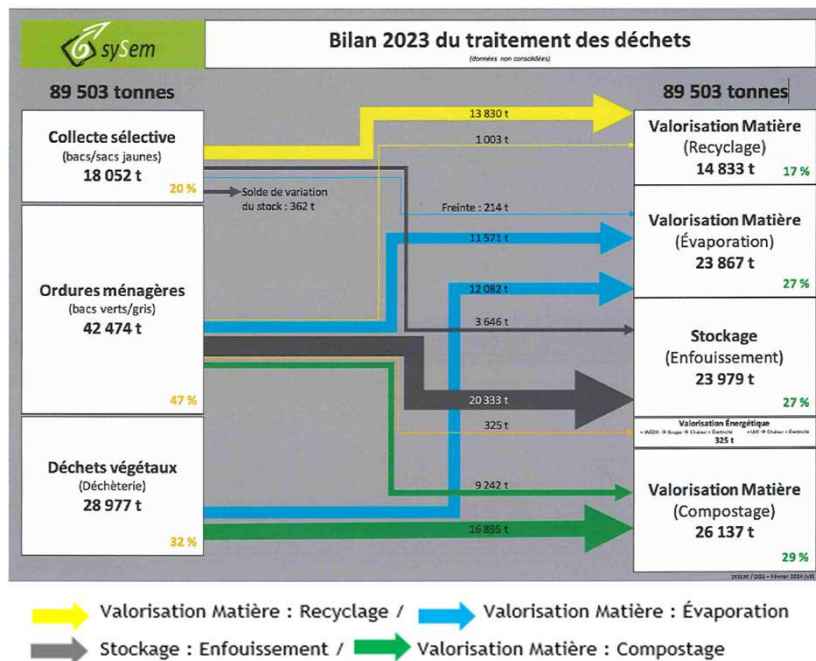 sySem
Bilan 2023 du traitement des déchets
(données non consolidées)
89 503 tonnes
89 503 tonnes
Collecte sélective
(bacs/sacs jaunes)
18 052 t
20 %
Ordures ménagères
(bacs verts/gris)
42 474 t
47 %
Déchets végétaux
(Déchèterie)
28 977 t
32 %
13 830 t
1 003 t
Solde de variation
du stock : 362 t
Freinte : 214 t
11 571 t
12 082 t
3 646 t
20 333 t
325 t
9 242 t
16 895 t
Valorisation Matière
(Recyclage)
14 833 t
17 %
Valorisation Matière
(Évaporation)
23 867 t
27 %
Stockage
(Enfouissement)
23 979 t
27 %
Valorisation Énergétique
325 t
Valorisation Matière
(Compostage)
26 137 t
29 %
Valorisation Matière : Recyclage / Valorisation Matière : Évaporation
Stockage : Enfouissement / Valorisation Matière : Compostage